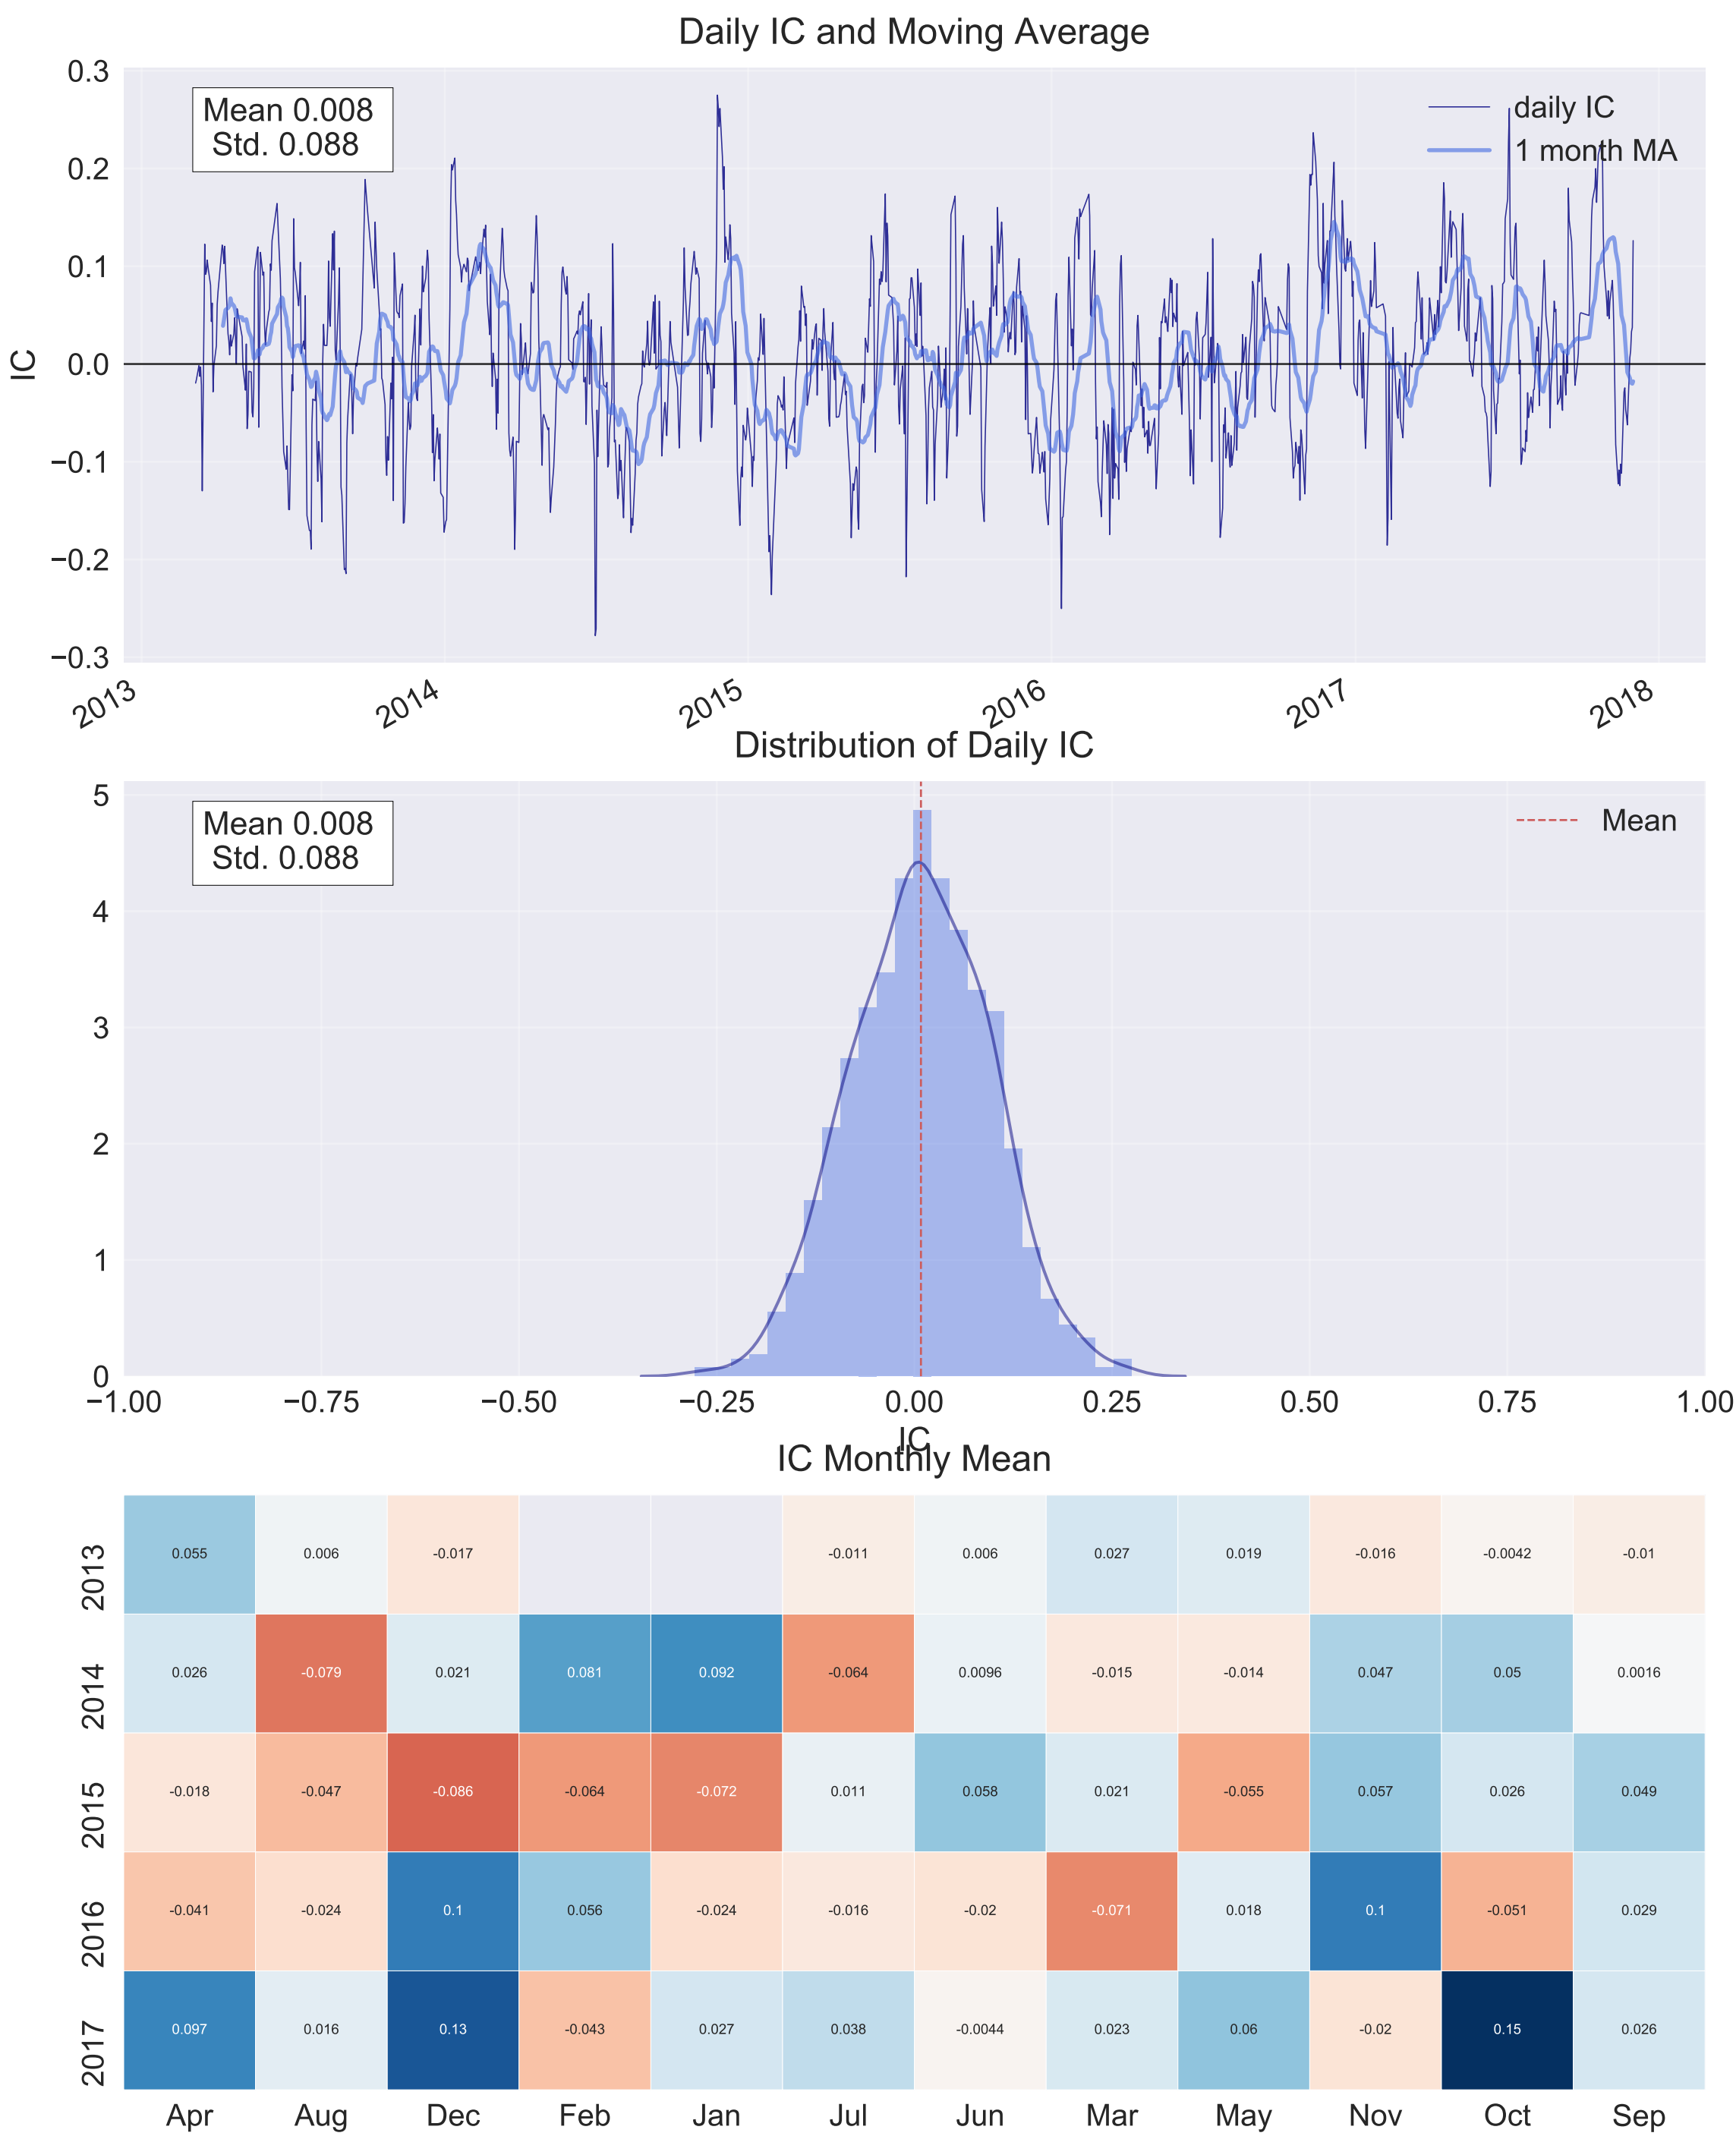 Daily IC and Moving Average
0.3
0.2
0.1
0.0
−0.1
−0.2
−0.3
IC
Mean 0.008
Std. 0.088
daily IC
1 month MA
2013 2014 2015 2016 2017 2018
Distribution of Daily IC
5
4
3
2
1
0
Mean 0.008
Std. 0.088
Mean
−1.00 −0.75 −0.50 −0.25 0.00 0.25 0.50 0.75 1.00
IC
IC Monthly Mean
2013 0.055 0.006 -0.017 -0.011 0.006 0.027 0.019 -0.016 -0.0042 -0.01
2014 0.026 -0.079 0.021 0.081 0.092 -0.064 0.0096 -0.015 -0.014 0.047 0.05 0.0016
2015 -0.018 -0.047 -0.086 -0.064 -0.072 0.011 0.058 0.021 -0.055 0.057 0.026 0.049
2016 -0.041 -0.024 0.1 0.056 -0.024 -0.016 -0.02 -0.071 0.018 0.1 -0.051 0.029
2017 0.097 0.016 0.13 -0.043 0.027 0.038 -0.0044 0.023 0.06 -0.02 0.15 0.026
Apr Aug Dec Feb Jan Jul Jun Mar May Nov Oct Sep